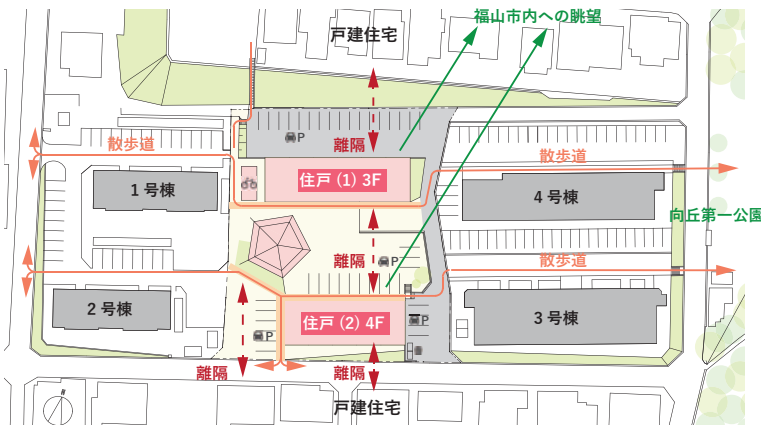 福山市内への眺望
戸建住宅
P
離隔
散歩道
散歩道
住戸（1）3F
1号棟
4号棟
向丘第一公園
離隔
P
散歩道
2号棟
住戸（2）4F
P
P
3号棟
離隔
離隔
戸建住宅